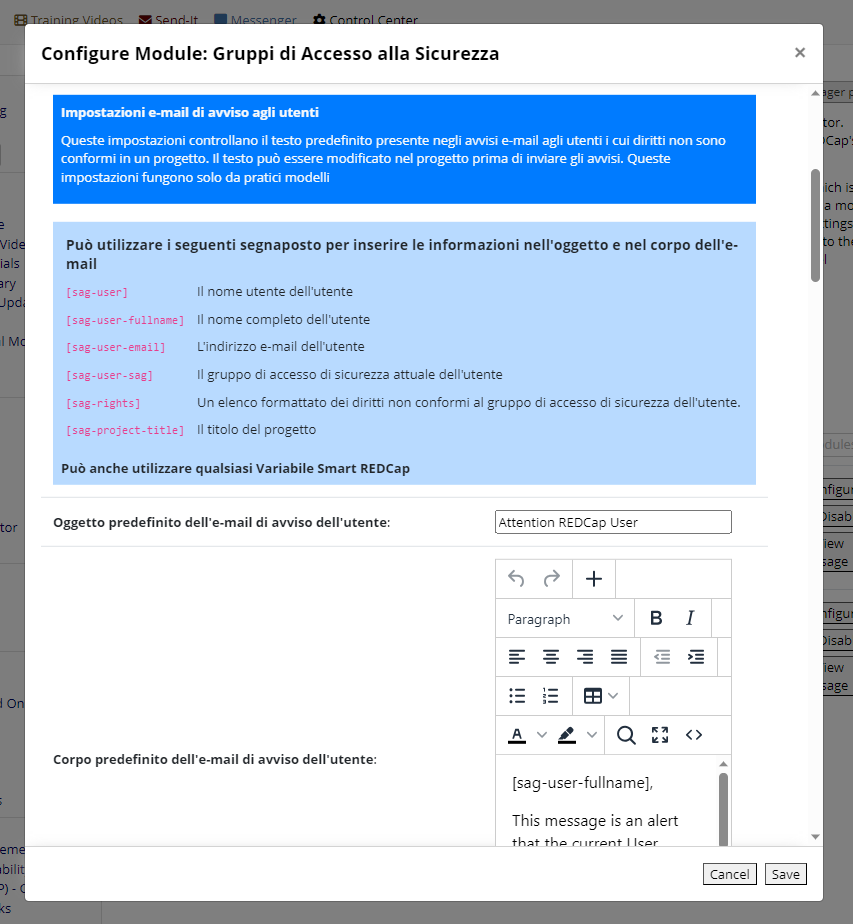 Training Videos Send-It Messenger Control Center
Configure Module: Gruppi di Accesso alla Sicurezza
×
Impostazioni e-mail di avviso agli utenti
Queste impostazioni controllano il testo predefinito presente negli avvisi e-mail agli utenti i cui diritti non sono
conformi in un progetto. Il testo può essere modificato nel progetto prima di inviare gli avvisi. Queste
impostazioni fungono solo da pratici modelli
Può utilizzare i seguenti segnaposto per inserire le informazioni nell'oggetto e nel corpo dell'e-
mail
[sag-user] Il nome utente dell'utente
[sag-user-fullname] Il nome completo dell'utente
[sag-user-email] L'indirizzo e-mail dell'utente
[sag-user-sag] Il gruppo di accesso di sicurezza attuale dell'utente
[sag-rights] Un elenco formattato dei diritti non conformi al gruppo di accesso di sicurezza dell'utente.
[sag-project-title] Il titolo del progetto
Può anche utilizzare qualsiasi Variabile Smart REDCap
Oggetto predefinito dell'e-mail di avviso dell'utente: Attention REDCap User
Paragraph B I
Corpo predefinito dell'e-mail di avviso dell'utente:
[sag-user-fullname],
This message is an alert
that the current User
Cancel Save